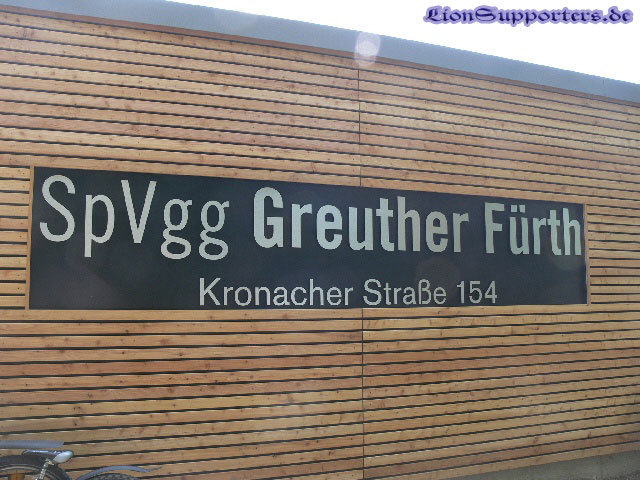 LionSupporters.de
SpVgg Greuther Fürth
Kronacher Straße 154